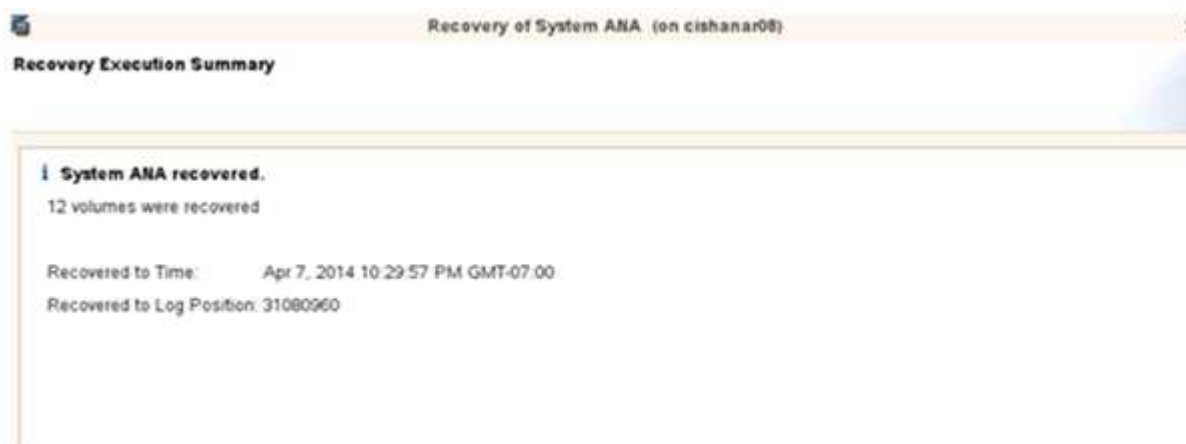 Recovery of System ANA (on cishanar08)
Recovery Execution Summary
i System ANA recovered.
12 volumes were recovered
Recovered to Time: Apr 7, 2014 10:29:57 PM GMT-07:00
Recovered to Log Position: 31080960